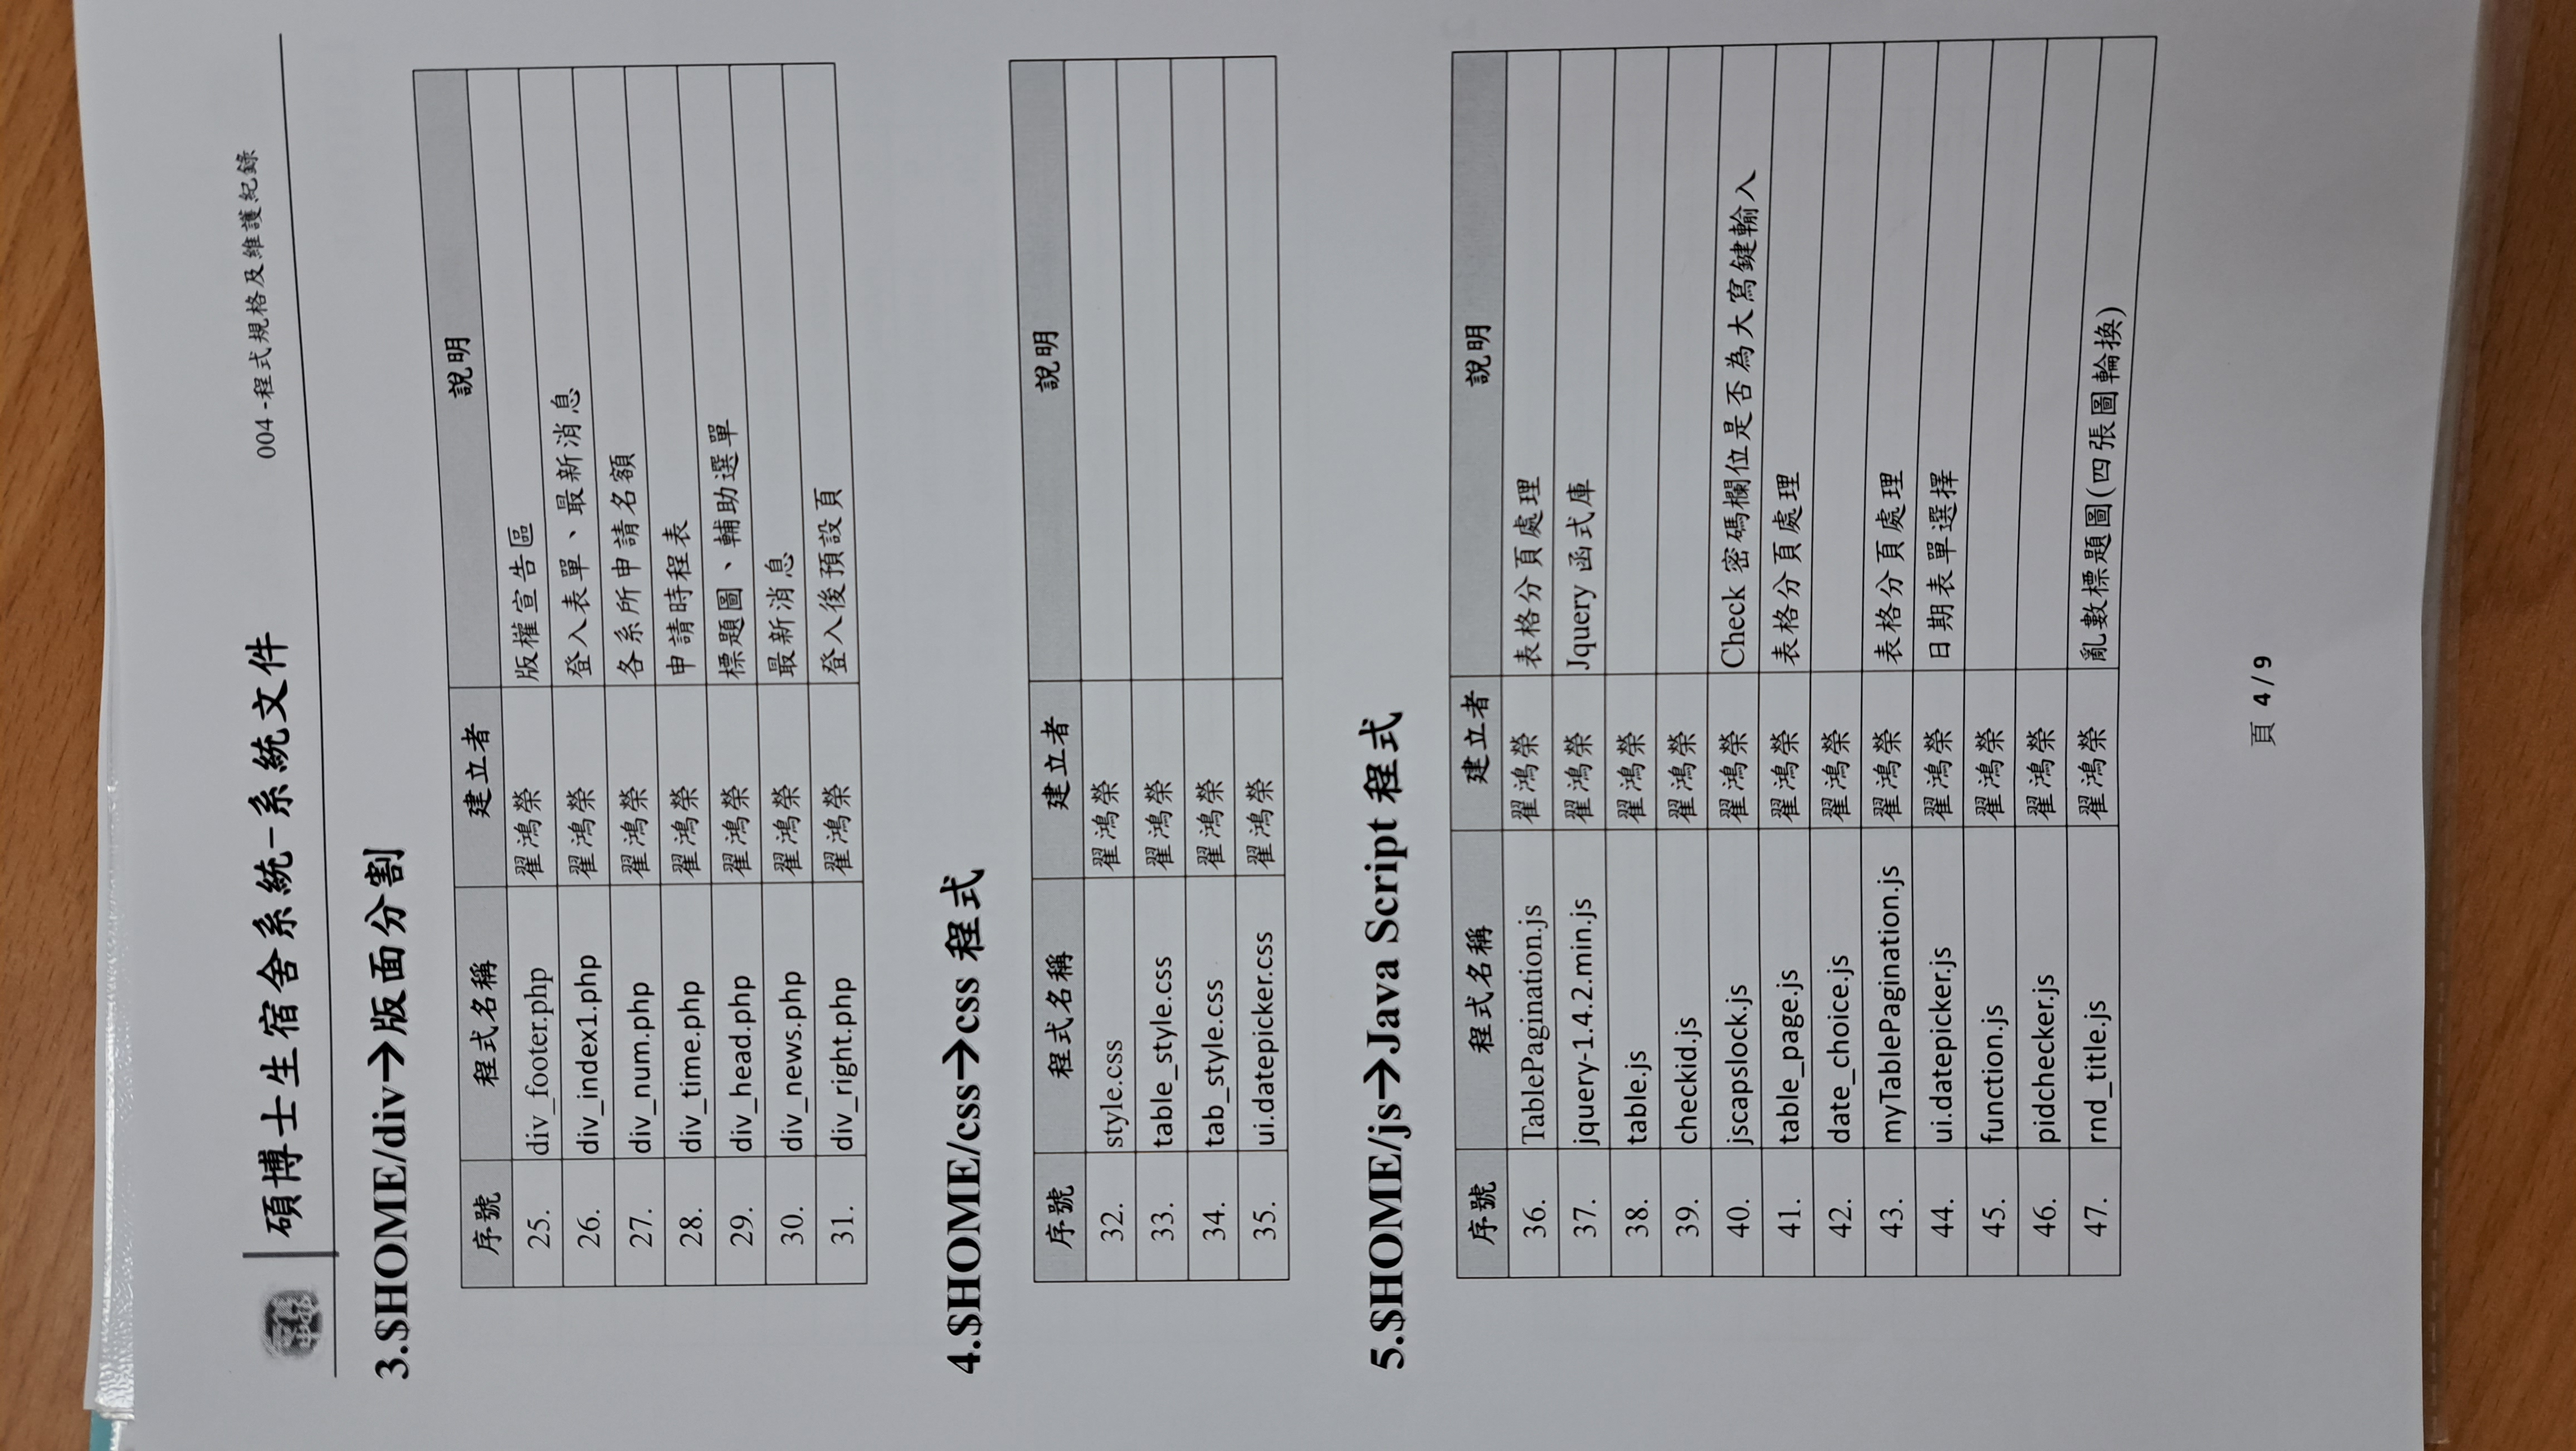 碩博士生宿舍系統-系統文件
004 -程式規格及維護紀錄
3.$HOME/div→版面分割
序號 程式名稱 建立者 說明
25. div_footer.php 翟鴻榮 版權宣告區
26. div_index1.php 翟鴻榮 登入表單、最新消息
27. div_num.php 翟鴻榮 各系所申請名額
28. div_time.php 翟鴻榮 申請時程表
29. div_head.php 翟鴻榮 標題圖、輔助選單
30. div_news.php 翟鴻榮 最新消息
31. div_right.php 翟鴻榮 登入後預設頁
4.$HOME/css→css 程式
序號 程式名稱 建立者 說明
32. style.css 翟鴻榮
33. table_style.css 翟鴻榮
34. tab_style.css 翟鴻榮
35. ui.datepicker.css 翟鴻榮
5.$HOME/js→Java Script 程式
序號 程式名稱 建立者 說明
36. TablePagination.js 翟鴻榮 表格分頁處理
37. jquery-1.4.2.min.js 翟鴻榮 Jquery 函式庫
38. table.js 翟鴻榮
39. checkid.js 翟鴻榮
40. jscapslock.js 翟鴻榮 Check 密碼欄位是否為大寫鍵輸入
41. table_page.js 翟鴻榮 表格分頁處理
42. date_choice.js 翟鴻榮
43. myTablePagination.js 翟鴻榮 表格分頁處理
44. ui.datepicker.js 翟鴻榮 日期表單選擇
45. function.js 翟鴻榮
46. pidchecker.js 翟鴻榮
47. rnd_title.js 翟鴻榮 亂數標題圖(四張圖輪換)
頁 4 / 9